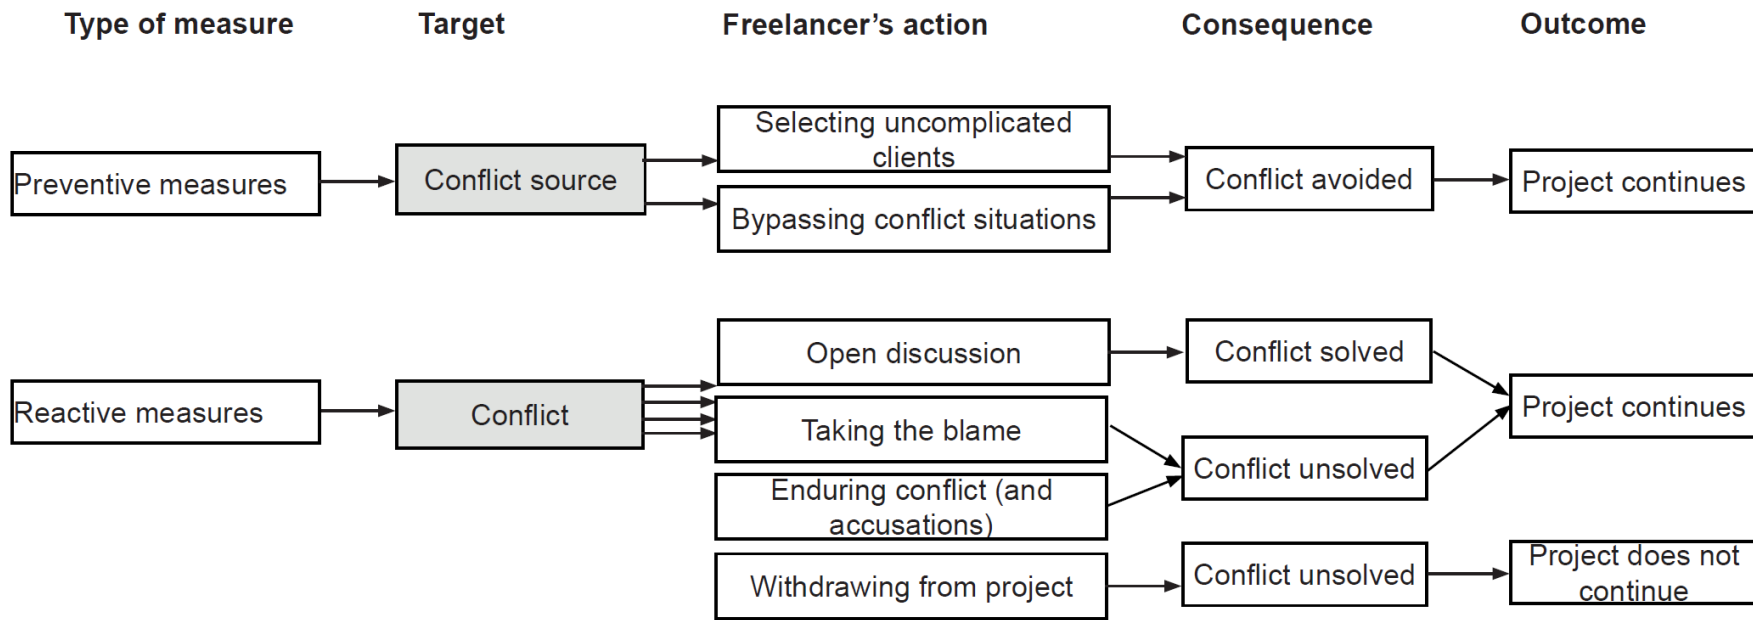 Type of measure
Target
Freelancer's action
Consequence
Outcome
Preventive measures
Conflict source
Selecting uncomplicated
clients
Bypassing conflict situations
Conflict avoided
Project continues
Reactive measures
Conflict
Open discussion
Taking the blame
Enduring conflict (and
accusations)
Withdrawing from project
Conflict solved
Conflict unsolved
Conflict unsolved
Project continues
Project does not
continue